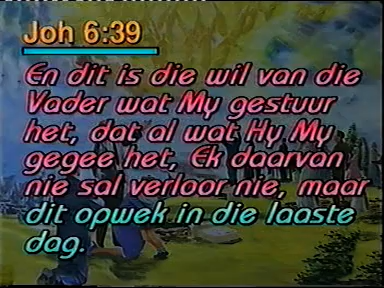 Joh 6:39
En dit is die wil van die
Vader wat My gestuur
het, dat al wat Hy My
gegee het, Ek daarvan
nie sal verloor nie, maar
dit opwek in die laaste
dag.